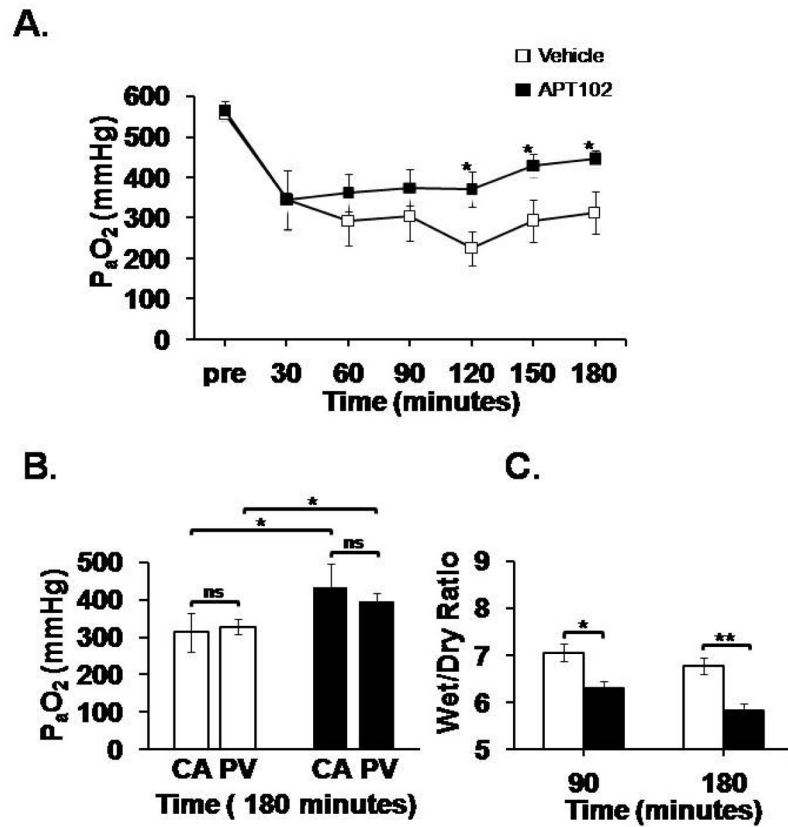 A.
Vehicle
APT102
PₐO₂ (mmHg)
600
500
400
300
200
100
0
* * *
pre 30 60 90 120 150 180
Time (minutes)
B.
*
*
ns
ns
PₐO₂ (mmHg)
500
400
300
200
100
0
CA PV CA PV
Time ( 180 minutes)
C.
Wet/Dry Ratio
9
8
7
6
5
*
**
90 180
Time (minutes)